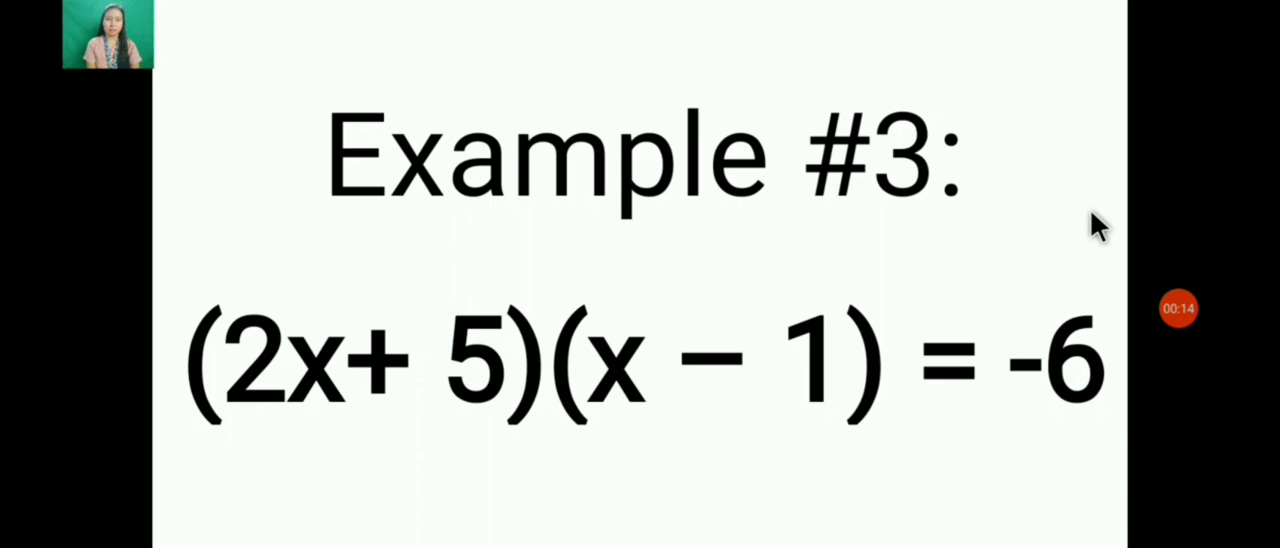 Example #3:
(2x+ 5)(x – 1) = -6
00:14